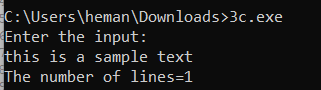 C:\Users\heman\Downloads>3c.exe
Enter the input:
this is a sample text
The number of lines=1